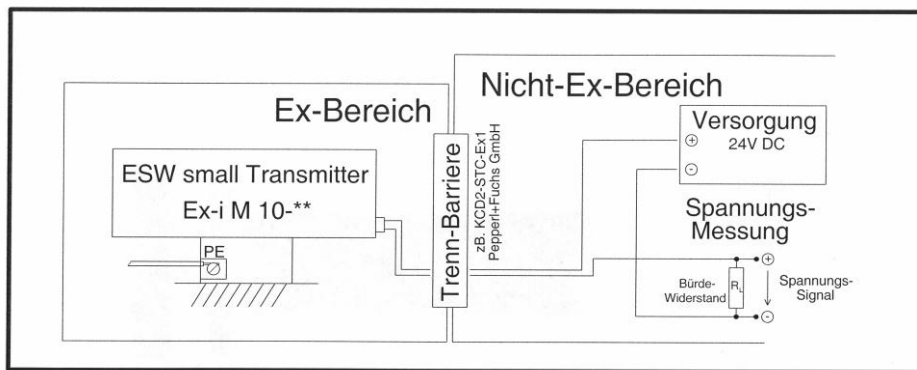 Ex-Bereich
ESW small Transmitter
Ex-i M 10-**
PE
Trenn-Barriere
zB. KCD2-STC-Ex1
Pepperl+Fuchs GmbH
Nicht-Ex-Bereich
Versorgung
24V DC
+
-
Spannungs-
Messung
Bürde-
Widerstand
RL
+
-
Spannungs-
Signal